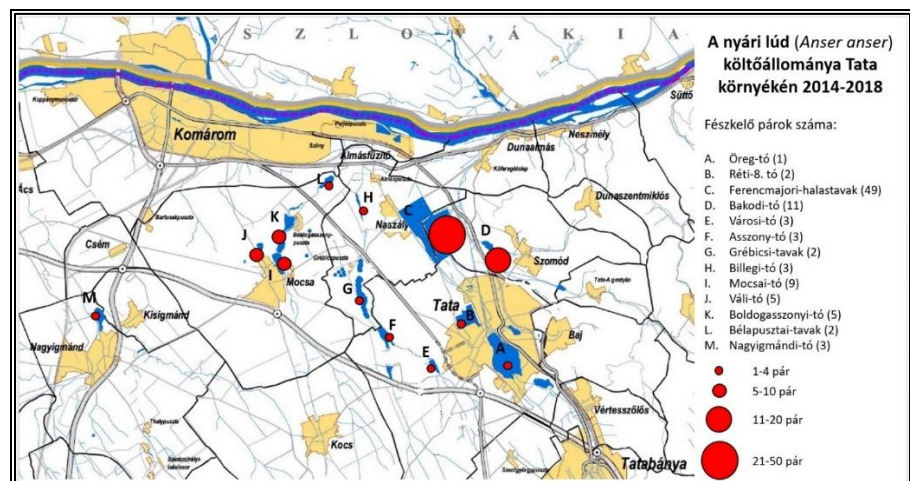 S Z L O V Á K I A
A nyári lúd (Anser anser)
költőállománya Tata
környékén 2014-2018
Fészkelő párok száma:
A. Öreg-tó (1)
B. Réti-8. tó (2)
C. Ferencmajori-halastavak (49)
D. Bakodi-tó (11)
E. Városi-tó (3)
F. Asszony-tó (3)
G. Grébicsi-tavak (2)
H. Billegi-tó (3)
I. Mocsai-tó (9)
J. Váli-tó (5)
K. Boldogasszonyi-tó (5)
L. Bélapusztai-tavak (2)
M. Nagyigmándi-tó (3)
1-4 pár
5-10 pár
11-20 pár
21-50 pár
Koppánymonostor
Komárom
Szőny
Almásfüzitő
Dunaalmás
Neszmély
Süttő
Dunaszentmiklós
ács
Csém
L
H
Naszály
C
K
J
I
Mocsa
D
Szomód
G
Tata
B
M
Kisigmánd
Nagyigmánd
F
E
A
Baj
Vértesszőlős
Kocs
Tatabánya